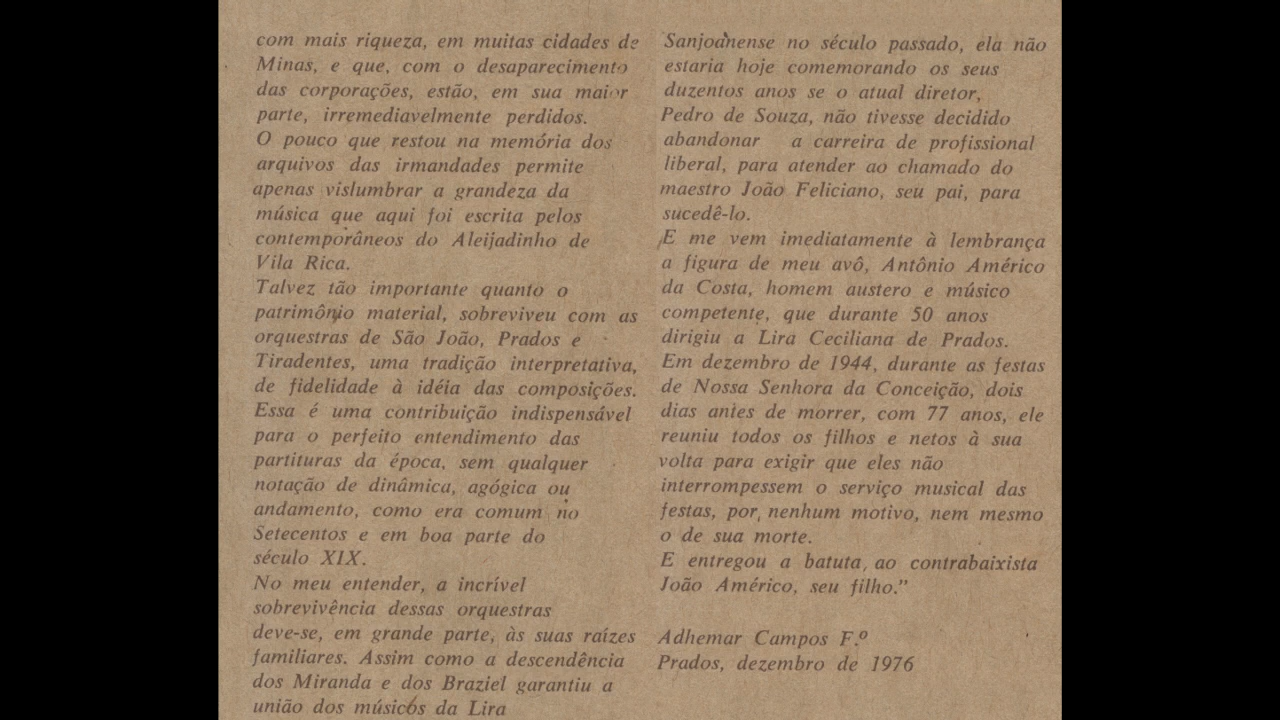 com mais riqueza, em muitas cidades de
Minas, e que, com o desaparecimento
das corporações, estão, em sua maior
parte, irremediavelmente perdidos.
O pouco que restou na memória dos
arquivos das irmandades permite
apenas vislumbrar a grandeza da
música que aqui foi escrita pelos
contemporâneos do Aleijadinho de
Vila Rica.
Talvez tão importante quanto o
patrimônio material, sobreviveu com as
orquestras de São João, Prados e
Tiradentes, uma tradição interpretativa,
de fidelidade à idéia das composições.
Essa é uma contribuição indispensável
para o perfeito entendimento das
partituras da época, sem qualquer
notação de dinâmica, agógica ou
andamento, como era comum no
Setecentos e em boa parte do
século XIX.
No meu entender, a incrível
sobrevivência dessas orquestras
deve-se, em grande parte, às suas raízes
familiares. Assim como a descendência
dos Miranda e dos Braziel garantiu a
união dos músicos da Lira
Sanjoanense no século passado, ela não
estaria hoje comemorando os seus
duzentos anos se o atual diretor,
Pedro de Souza, não tivesse decidido
abandonar a carreira de profissional
liberal, para atender ao chamado do
maestro João Feliciano, seu pai, para
sucedê-lo.
E me vem imediatamente à lembrança
a figura de meu avô, Antônio Américo
da Costa, homem austero e músico
competente, que durante 50 anos
dirigiu a Lira Ceciliana de Prados.
Em dezembro de 1944, durante as festas
de Nossa Senhora da Conceição, dois
dias antes de morrer, com 77 anos, ele
reuniu todos os filhos e netos à sua
volta para exigir que eles não
interrompessem o serviço musical das
festas, por nenhum motivo, nem mesmo
o de sua morte.
E entregou a batuta ao contrabaixista
João Américo, seu filho.”
Adhemar Campos F.º
Prados, dezembro de 1976